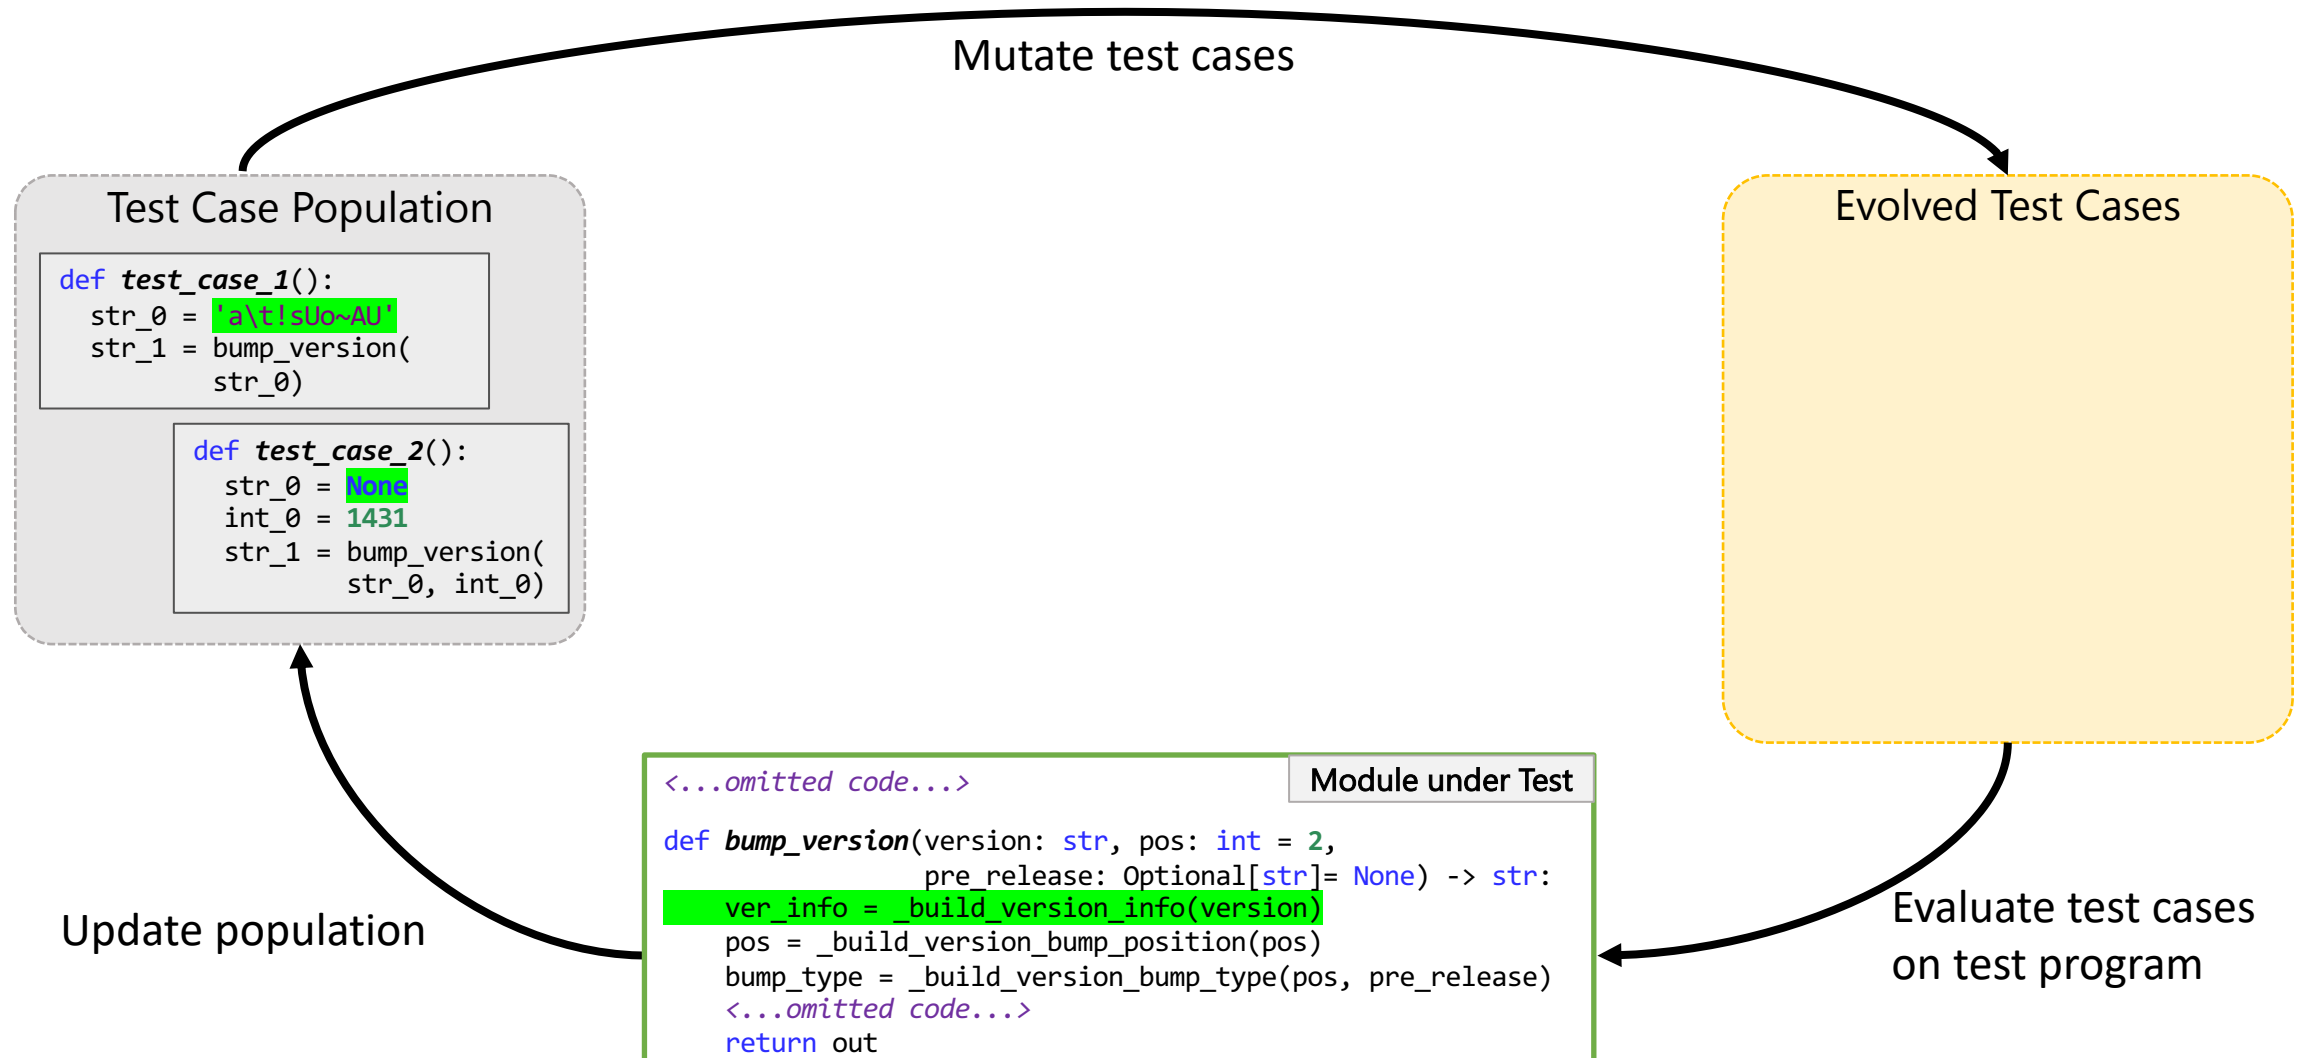 Mutate test cases
Test Case Population
def test_case_1():
str_0 = 'a\t!sUo~AU'
str_1 = bump_version(
str_0)
def test_case_2():
str_0 = None
int_0 = 1431
str_1 = bump_version(
str_0, int_0)
Evolved Test Cases
Update population
<...omitted code...>
Module under Test
def bump_version(version: str, pos: int = 2,
pre_release: Optional[str]= None) -> str:
ver_info = _build_version_info(version)
pos = _build_version_bump_position(pos)
bump_type = _build_version_bump_type(pos, pre_release)
<...omitted code...>
return out
Evaluate test cases
on test program